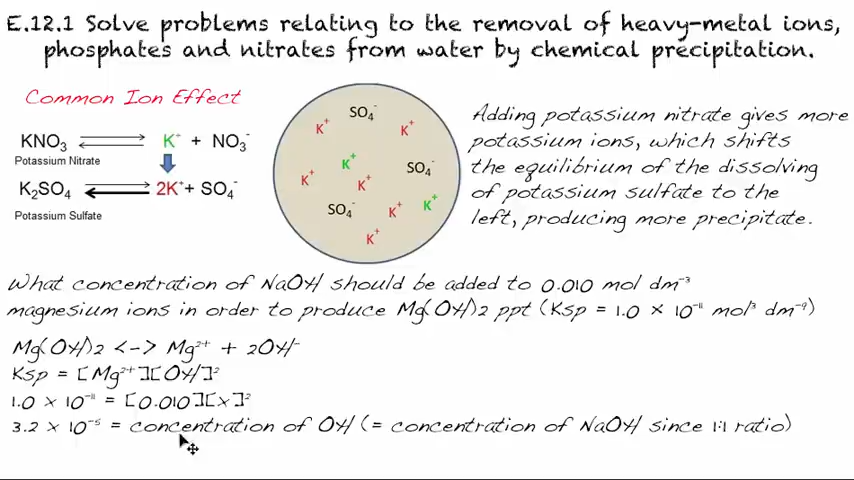 E.12.1 Solve problems relating to the removal of heavy-metal ions,
phosphates and nitrates from water by chemical precipitation.
Common Ion Effect
KNO₃ K⁺ + NO₃⁻
Potassium Nitrate
K₂SO₄ 2K⁺ + SO₄⁻
Potassium Sulfate
SO₄⁻
K⁺ K⁺
K⁺ SO₄⁻
K⁺ K⁺
SO₄⁻ K⁺ K⁺
K⁺
Adding potassium nitrate gives more
potassium ions, which shifts
the equilibrium of the dissolving
of potassium sulfate to the
left, producing more precipitate.
What concentration of NaOH should be added to 0.010 mol dm⁻³
magnesium ions in order to produce Mg(OH)2 ppt (Ksp = 1.0 × 10⁻¹¹ mol³ dm⁻⁹)
Mg(OH)2 <-> Mg²⁺ + 2OH⁻
Ksp = [Mg²⁺][OH⁻]²
1.0 × 10⁻¹¹ = [0.010][x]²
3.2 × 10⁻⁵ = concentration of OH⁻ (= concentration of NaOH since 1:1 ratio)